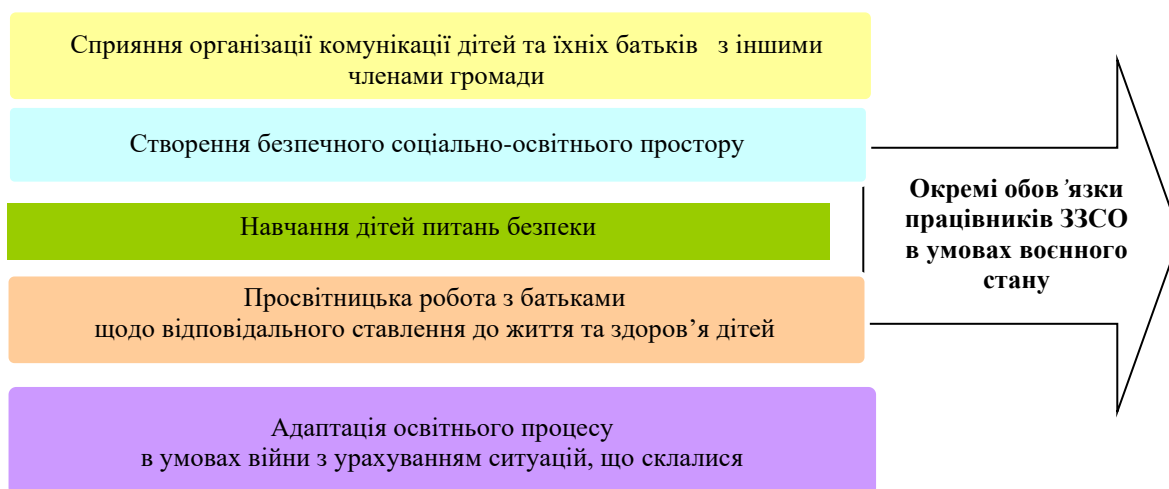 Сприяння організації комунікації дітей та їхніх батьків з іншими
членами громади
Створення безпечного соціально-освітнього простору
Навчання дітей питань безпеки
Просвітницька робота з батьками
щодо відповідального ставлення до життя та здоров’я дітей
Адаптація освітнього процесу
в умовах війни з урахуванням ситуацій, що склалися
Окремі обов’язки
працівників ЗЗСО
в умовах воєнного
стану